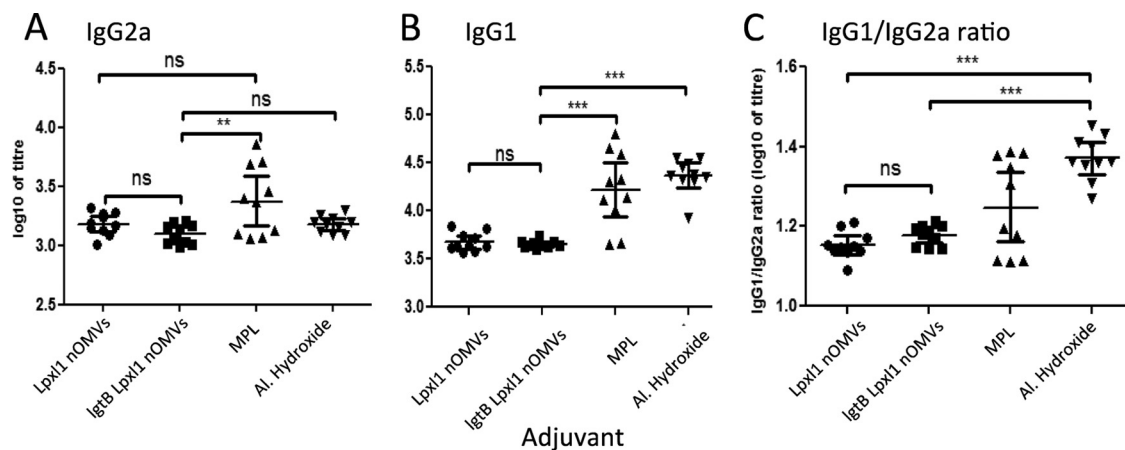 A IgG2a
ns
ns
**
ns
log10 of titre
4.5
4.0
3.5
3.0
2.5
Lpxl1 nOMVs
lgtB Lpxl1 nOMVs
MPL
Al. Hydroxide
B IgG1
***
***
ns
5.5
5.0
4.5
4.0
3.5
3.0
Lpxl1 nOMVs
lgtB Lpxl1 nOMVs
MPL
Al. Hydroxide
C IgG1/IgG2a ratio
***
***
ns
IgG1/IgG2a ratio (log10 of titre)
1.6
1.4
1.2
1.0
Lpxl1 nOMVs
lgtB Lpxl1 nOMVs
MPL
Al. Hydroxide
Adjuvant